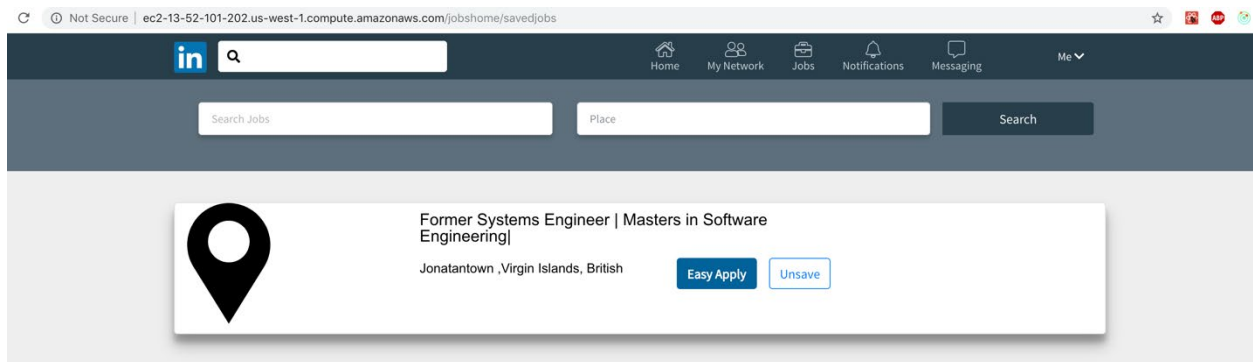 Not Secure | ec2-13-52-101-202.us-west-1.compute.amazonaws.com/jobshome/savedjobs
ABP
in
Home My Network Jobs Notifications Messaging Me
Search Jobs Place Search
Former Systems Engineer | Masters in Software
Engineering|
Jonatantown ,Virgin Islands, British Easy Apply Unsave